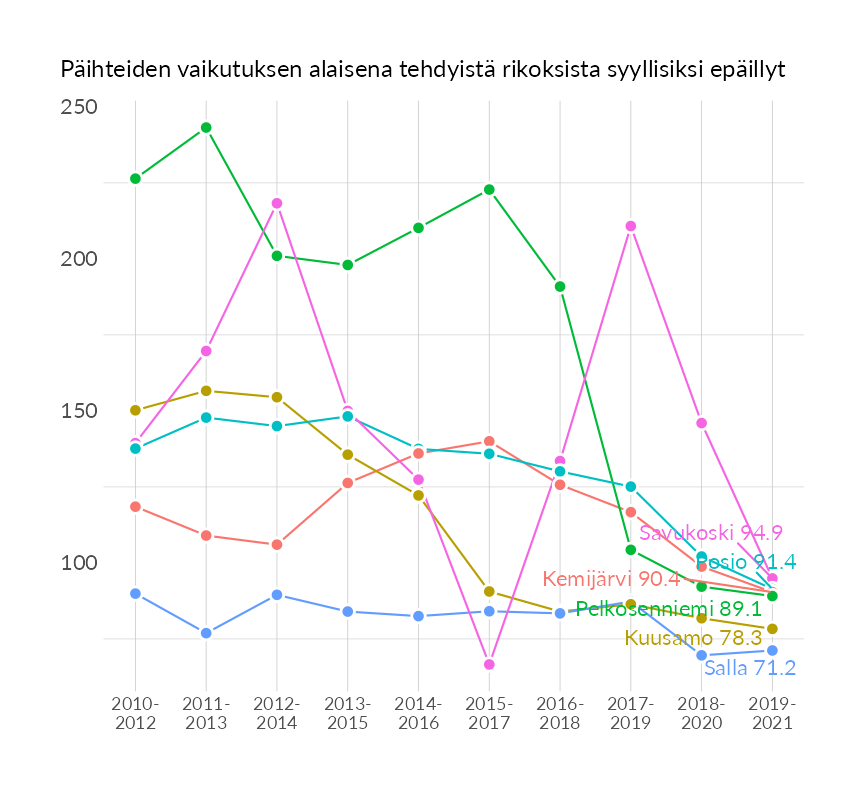 Päihteiden vaikutuksen alaisena tehdyistä rikoksista syyllisiksi epäillyt
250
200
150
100
Savukoski 94.9
Posio 91.4
Kemijärvi 90.4
Pelkosenniemi 89.1
Kuusamo 78.3
Salla 71.2
2010- 2011- 2012- 2013- 2014- 2015- 2016- 2017- 2018- 2019-
2012 2013 2014 2015 2016 2017 2018 2019 2020 2021